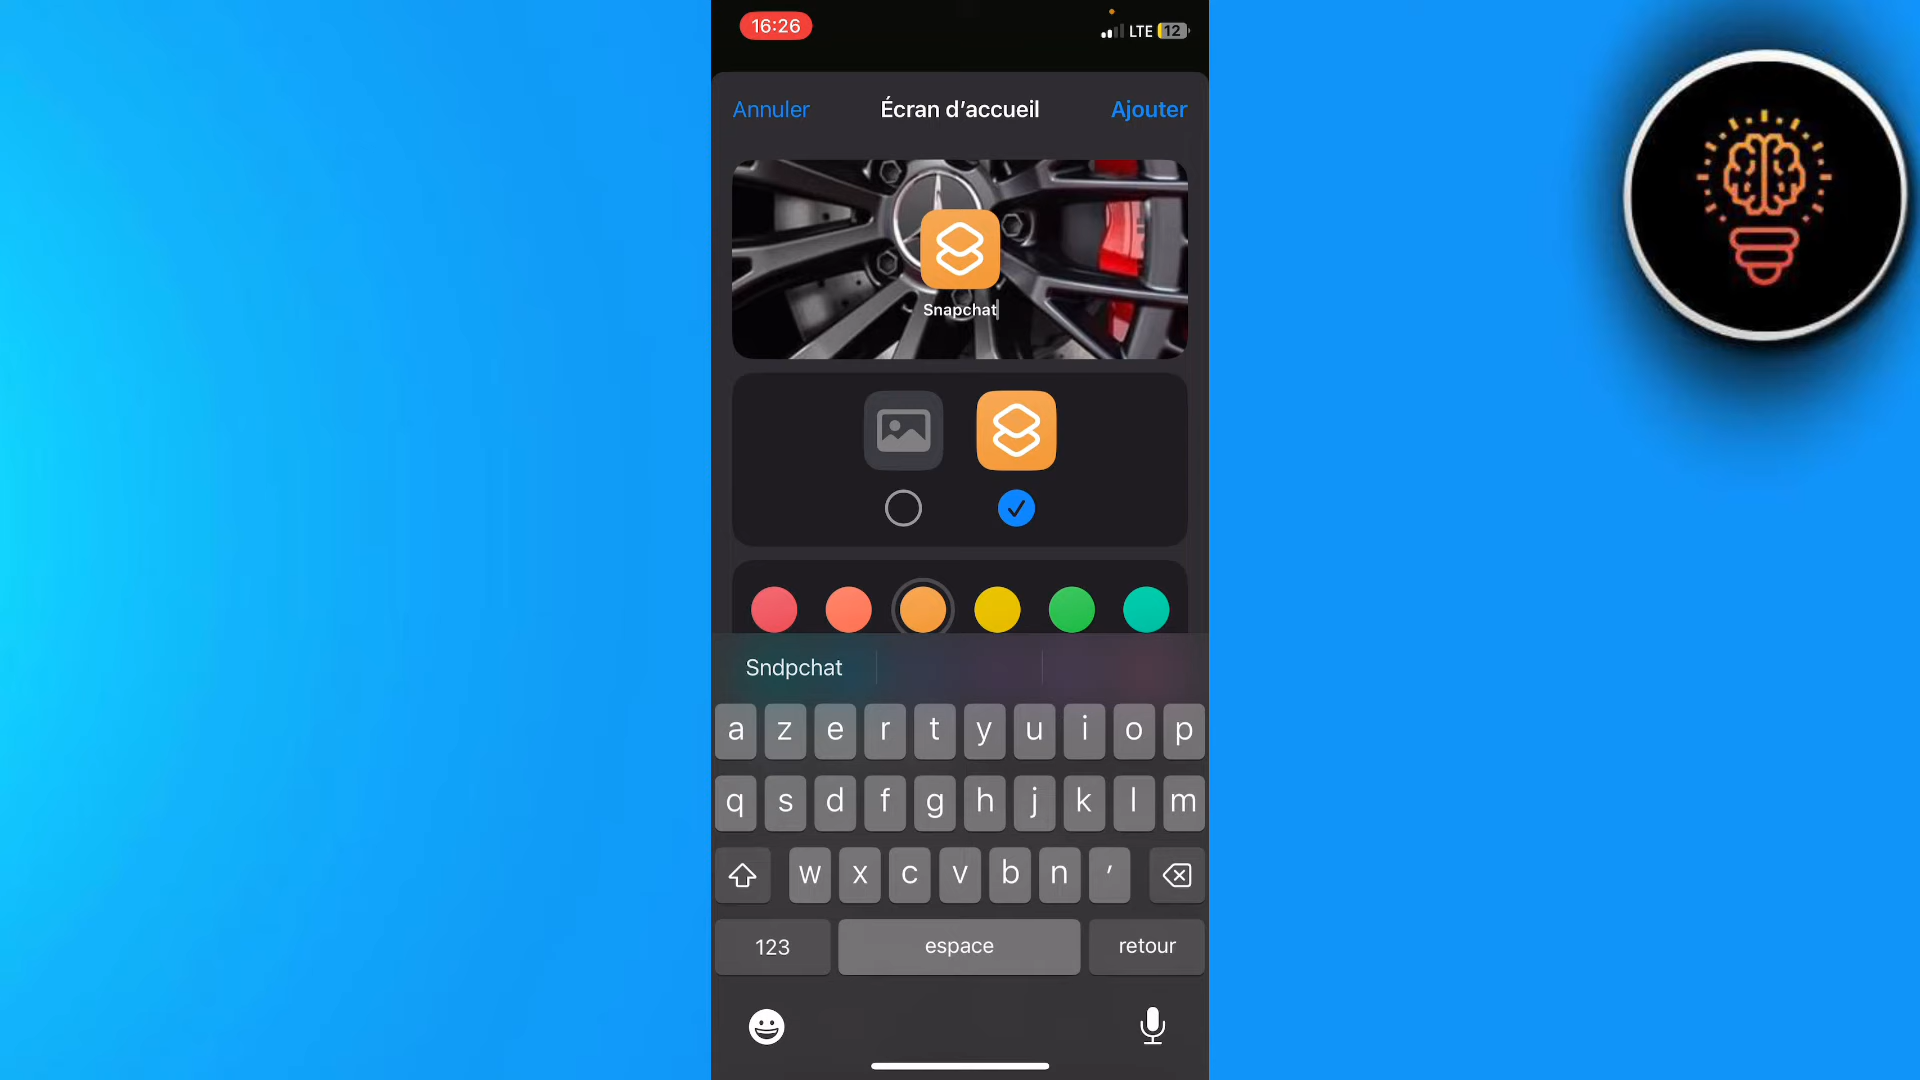 16:26
LTE 12
Annuler Écran d’accueil Ajouter
Snapchat
Sndpchat
a z e r t y u i o p
q s d f g h j k l m
w x c v b n ’
123 espace retour